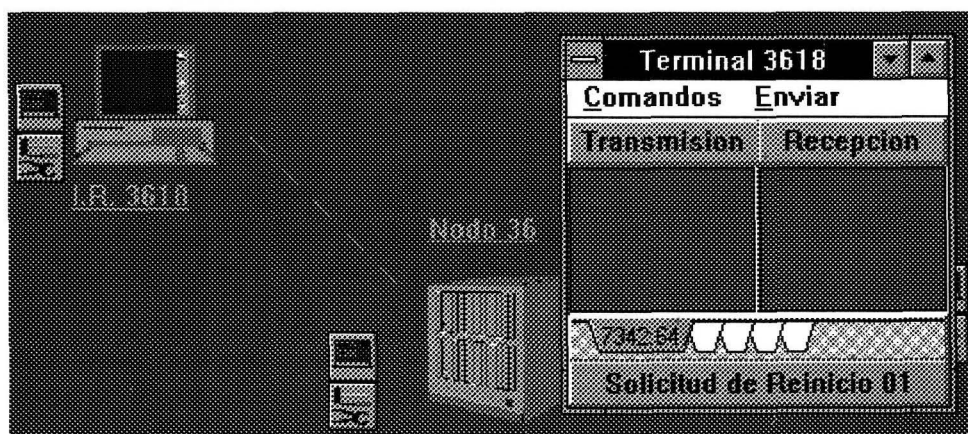 Terminal 3618
Comandos Enviar
Transmision Recepcion
I.R. 3618
Nodo 36
7342:64
Solicitud de Reinicio 01